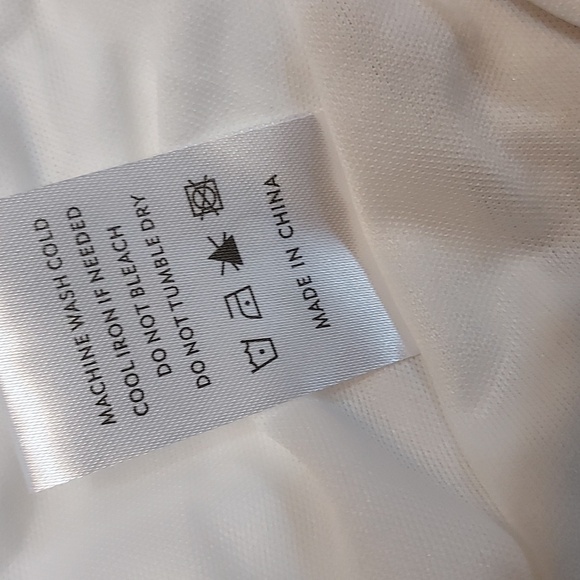 MACHINE WASH COLD
COOL IRON IF NEEDED
DO NOT BLEACH
DO NOT TUMBLE DRY
MADE IN CHINA